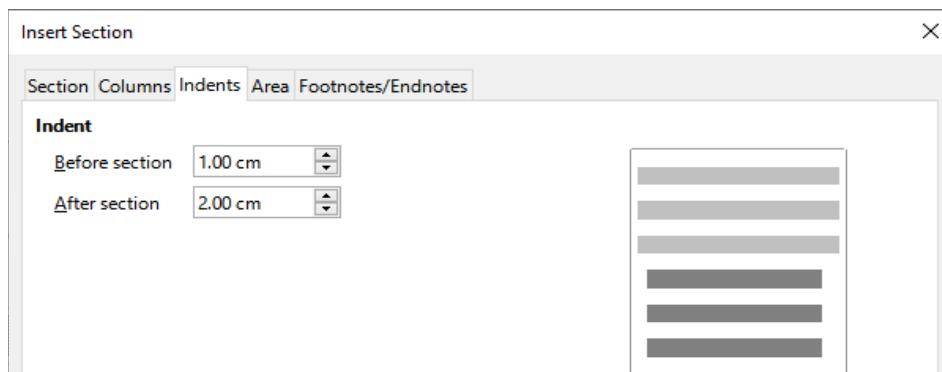 Insert Section
Section Columns Indents Area Footnotes/Endnotes
Indent
Before section 1.00 cm
After section 2.00 cm